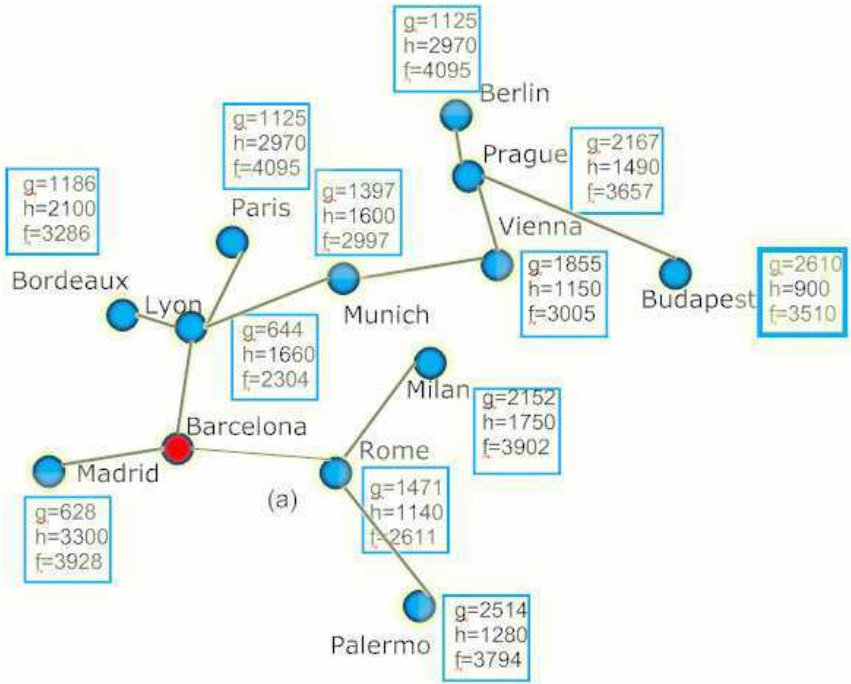 g=1125
h=2970
f=4095
Berlin
g=1125
h=2970
f=4095
Prague
g=2167
h=1490
f=3657
g=1186
h=2100
f=3286
Paris
g=1397
h=1600
f=2997
Vienna
Bordeaux
Lyon
Munich
g=1855
h=1150
f=3005
Budapest
g=2610
h=900
f=3510
g=644
h=1660
f=2304
Milan
g=2152
h=1750
f=3902
Barcelona
Rome
Madrid
(a)
g=1471
h=1140
f=2611
g=628
h=3300
f=3928
Palermo
g=2514
h=1280
f=3794